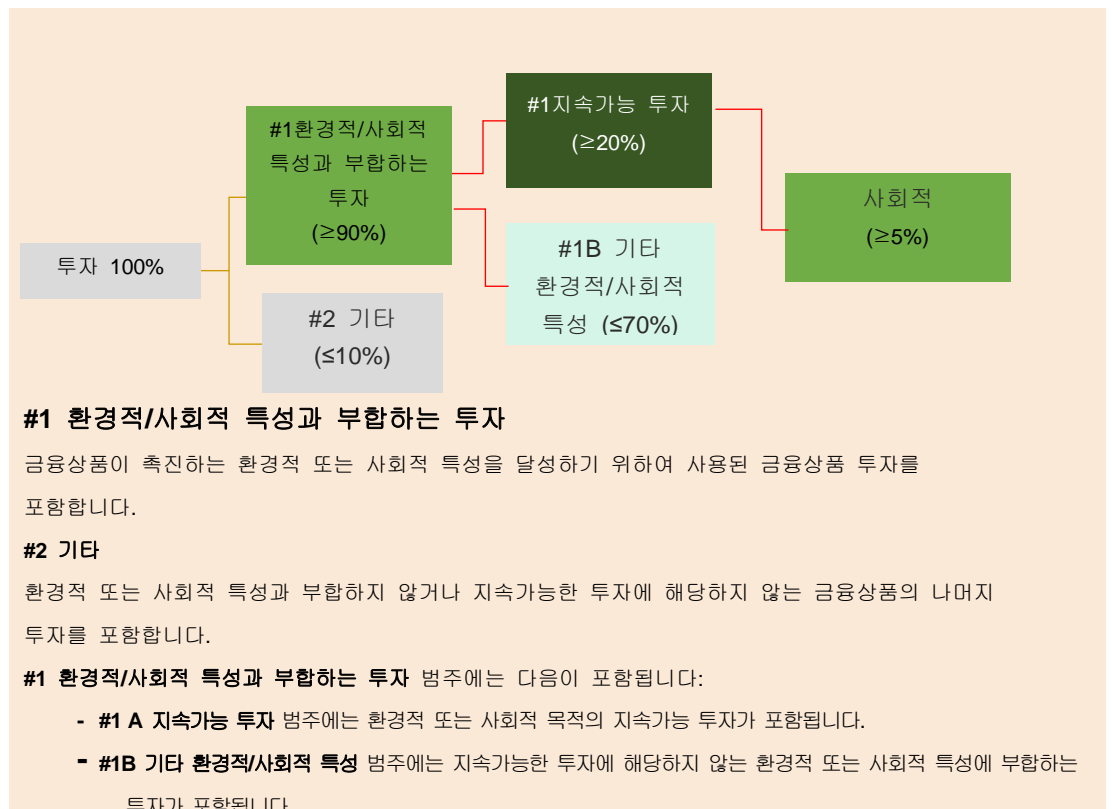 투자 100%
#1환경적/사회적
특성과 부합하는
투자
(≥90%)
#2 기타
(≤10%)
#1지속가능 투자
(≥20%)
#1B 기타
환경적/사회적
특성 (≤70%)
사회적
(≥5%)
#1 환경적/사회적 특성과 부합하는 투자
금융상품이 촉진하는 환경적 또는 사회적 특성을 달성하기 위하여 사용된 금융상품 투자를
포함합니다.
#2 기타
환경적 또는 사회적 특성과 부합하지 않거나 지속가능한 투자에 해당하지 않는 금융상품의 나머지
투자를 포함합니다.
#1 환경적/사회적 특성과 부합하는 투자 범주에는 다음이 포함됩니다:
- #1 A 지속가능 투자 범주에는 환경적 또는 사회적 목적의 지속가능 투자가 포함됩니다.
- #1B 기타 환경적/사회적 특성 범주에는 지속가능한 투자에 해당하지 않는 환경적 또는 사회적 특성에 부합하는
투자가 포함됩니다